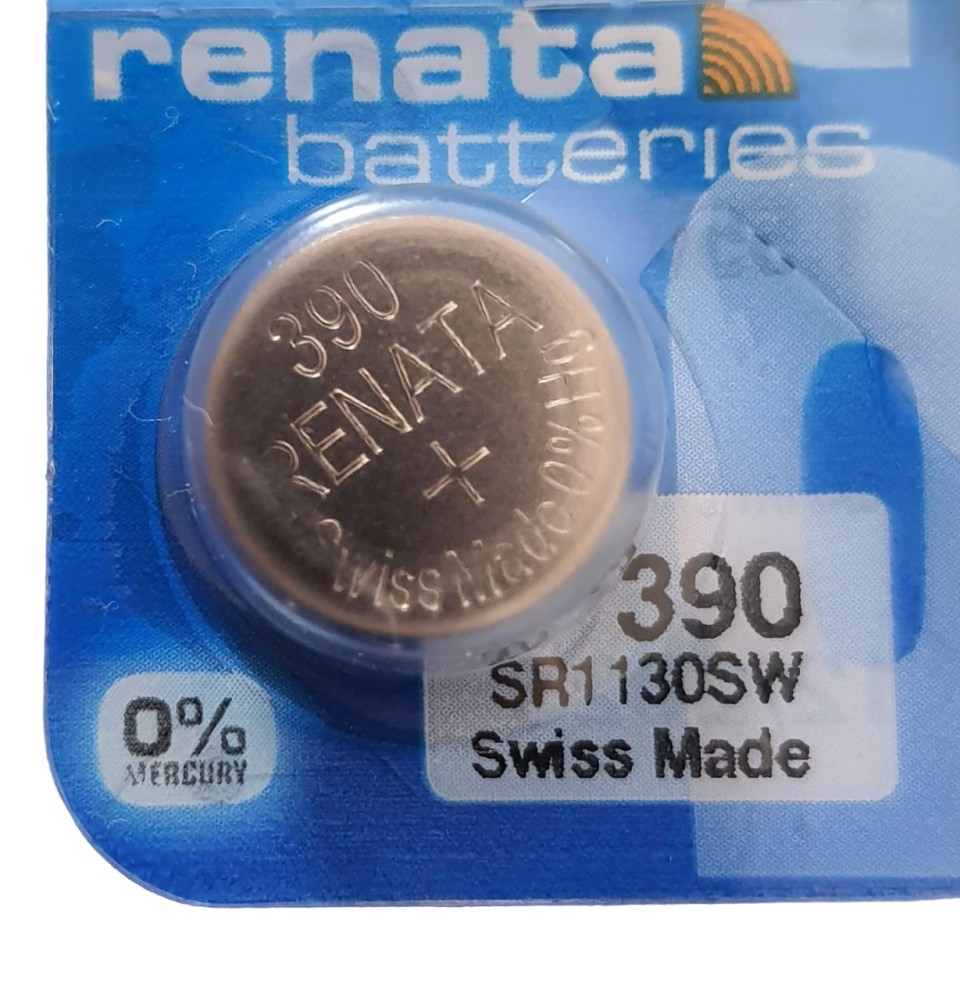 renata
batteries
390
RENATA
+
Swiss Made 0% Hg
390
SR1130SW
Swiss Made
0%
MERCURY